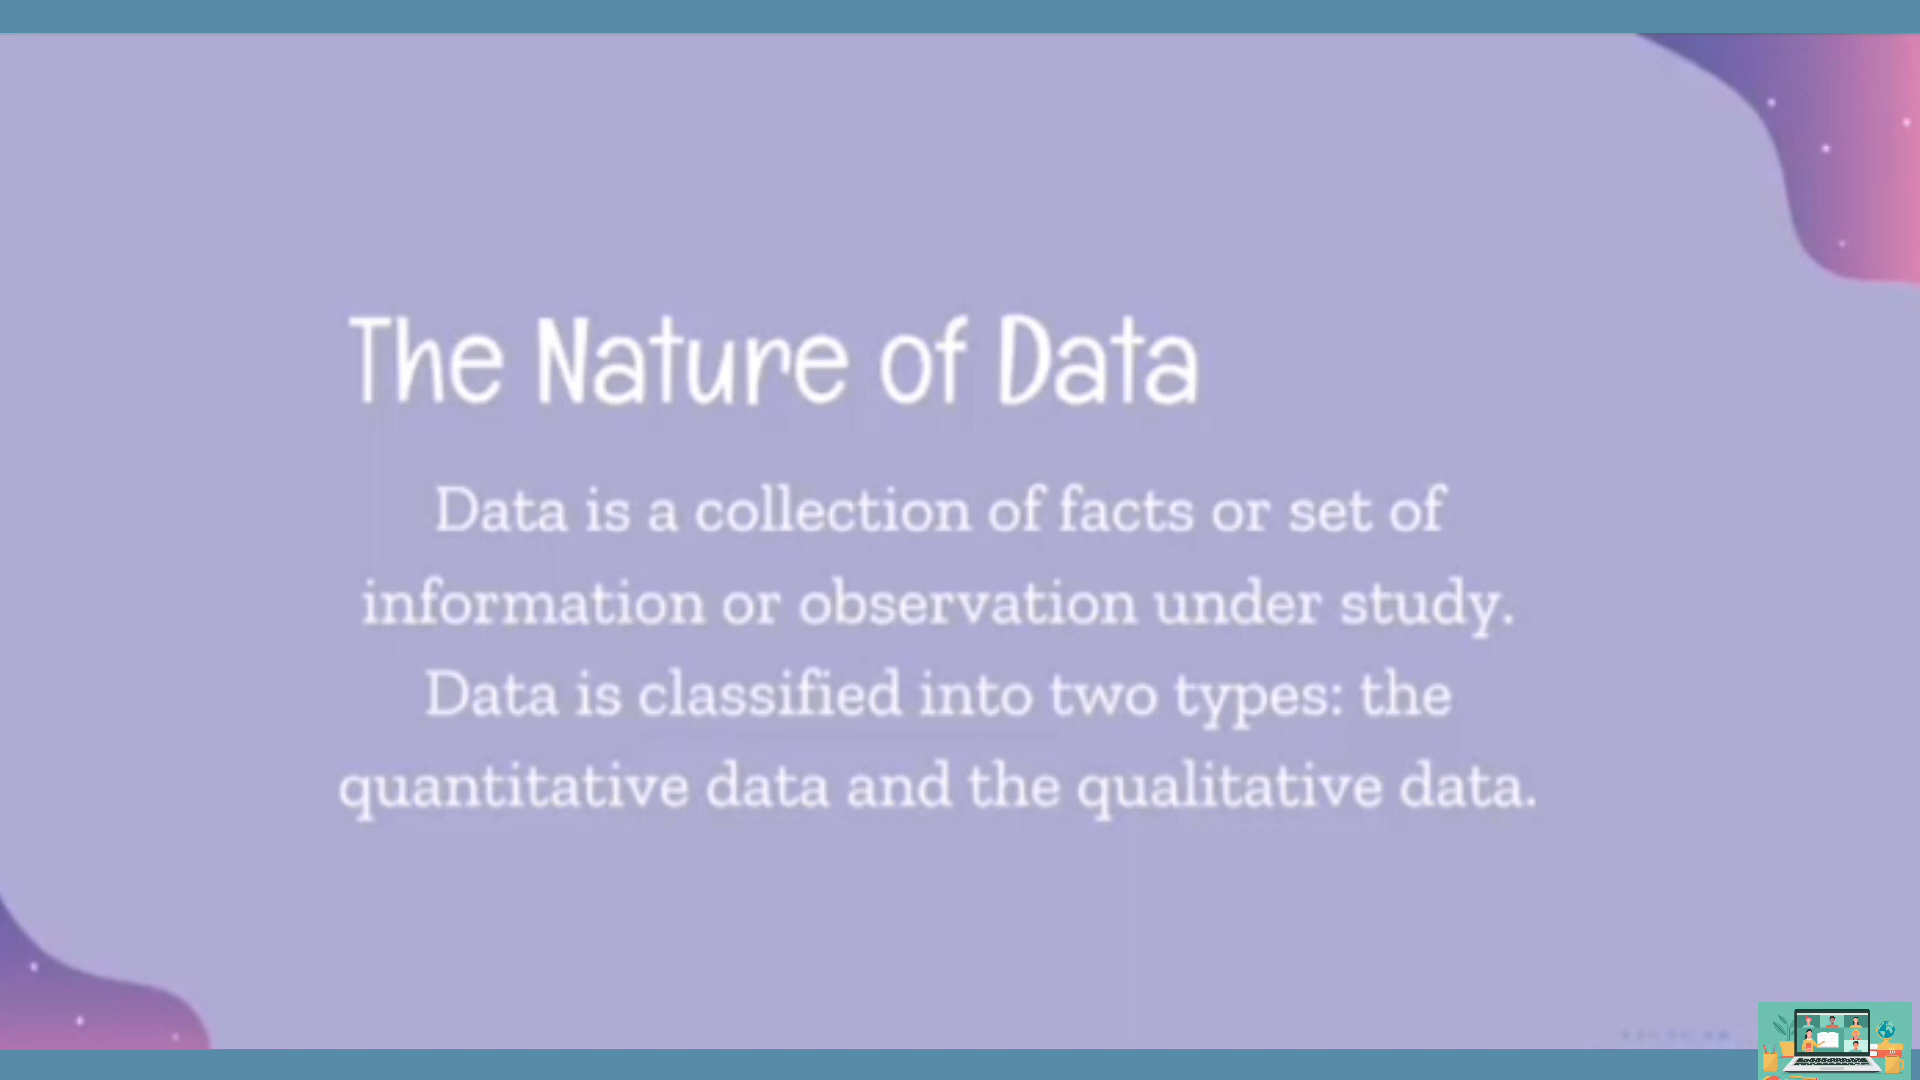 The Nature of Data
Data is a collection of facts or set of
information or observation under study.
Data is classified into two types: the
quantitative data and the qualitative data.